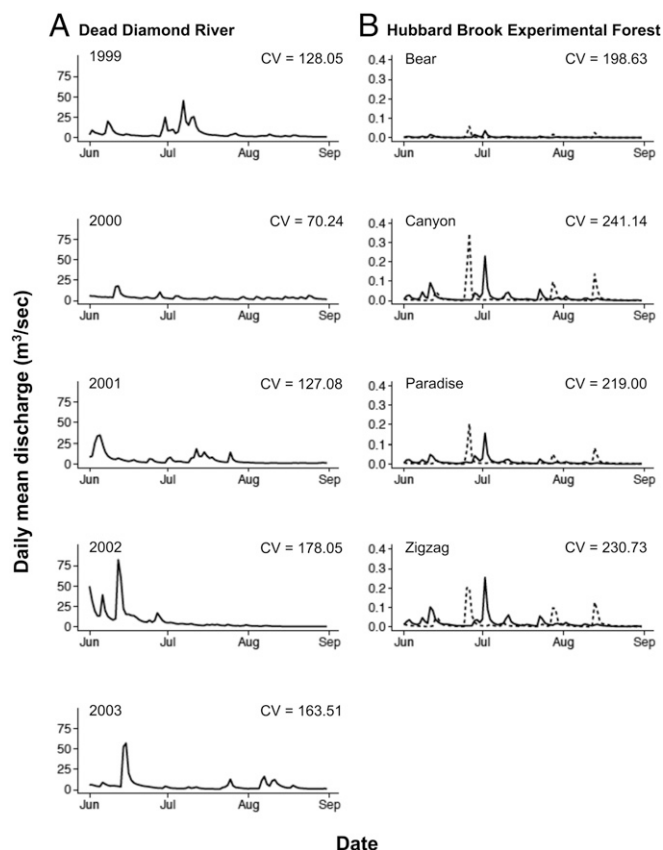 A Dead Diamond River
B Hubbard Brook Experimental Forest
Daily mean discharge (m³/sec)
1999
CV = 128.05
75
50
25
0
Jun
Jul
Aug
Sep
2000
CV = 70.24
75
50
25
0
Jun
Jul
Aug
Sep
2001
CV = 127.08
75
50
25
0
Jun
Jul
Aug
Sep
2002
CV = 178.05
75
50
25
0
Jun
Jul
Aug
Sep
2003
CV = 163.51
75
50
25
0
Jun
Jul
Aug
Sep
Bear
CV = 198.63
0.4
0.3
0.2
0.1
0.0
Jun
Jul
Aug
Sep
Canyon
CV = 241.14
0.4
0.3
0.2
0.1
0.0
Jun
Jul
Aug
Sep
Paradise
CV = 219.00
0.4
0.3
0.2
0.1
0.0
Jun
Jul
Aug
Sep
Zigzag
CV = 230.73
0.4
0.3
0.2
0.1
0.0
Jun
Jul
Aug
Sep
Date